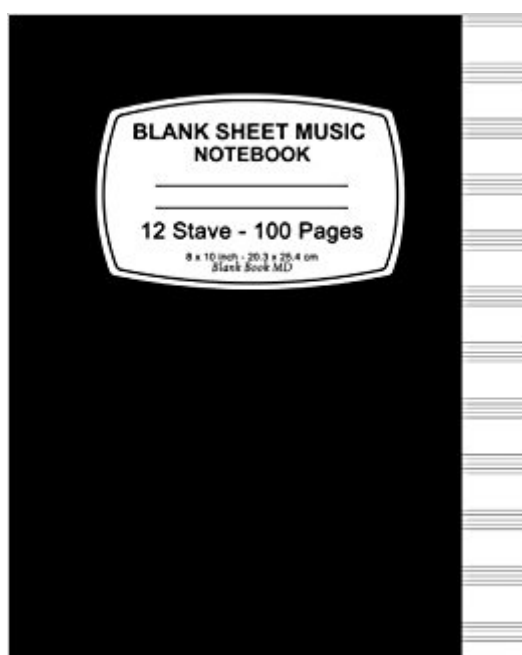 BLANK SHEET MUSIC
NOTEBOOK
12 Stave - 100 Pages
8 x 10 inch - 20.3 x 25.4 cm
Blank Book MD